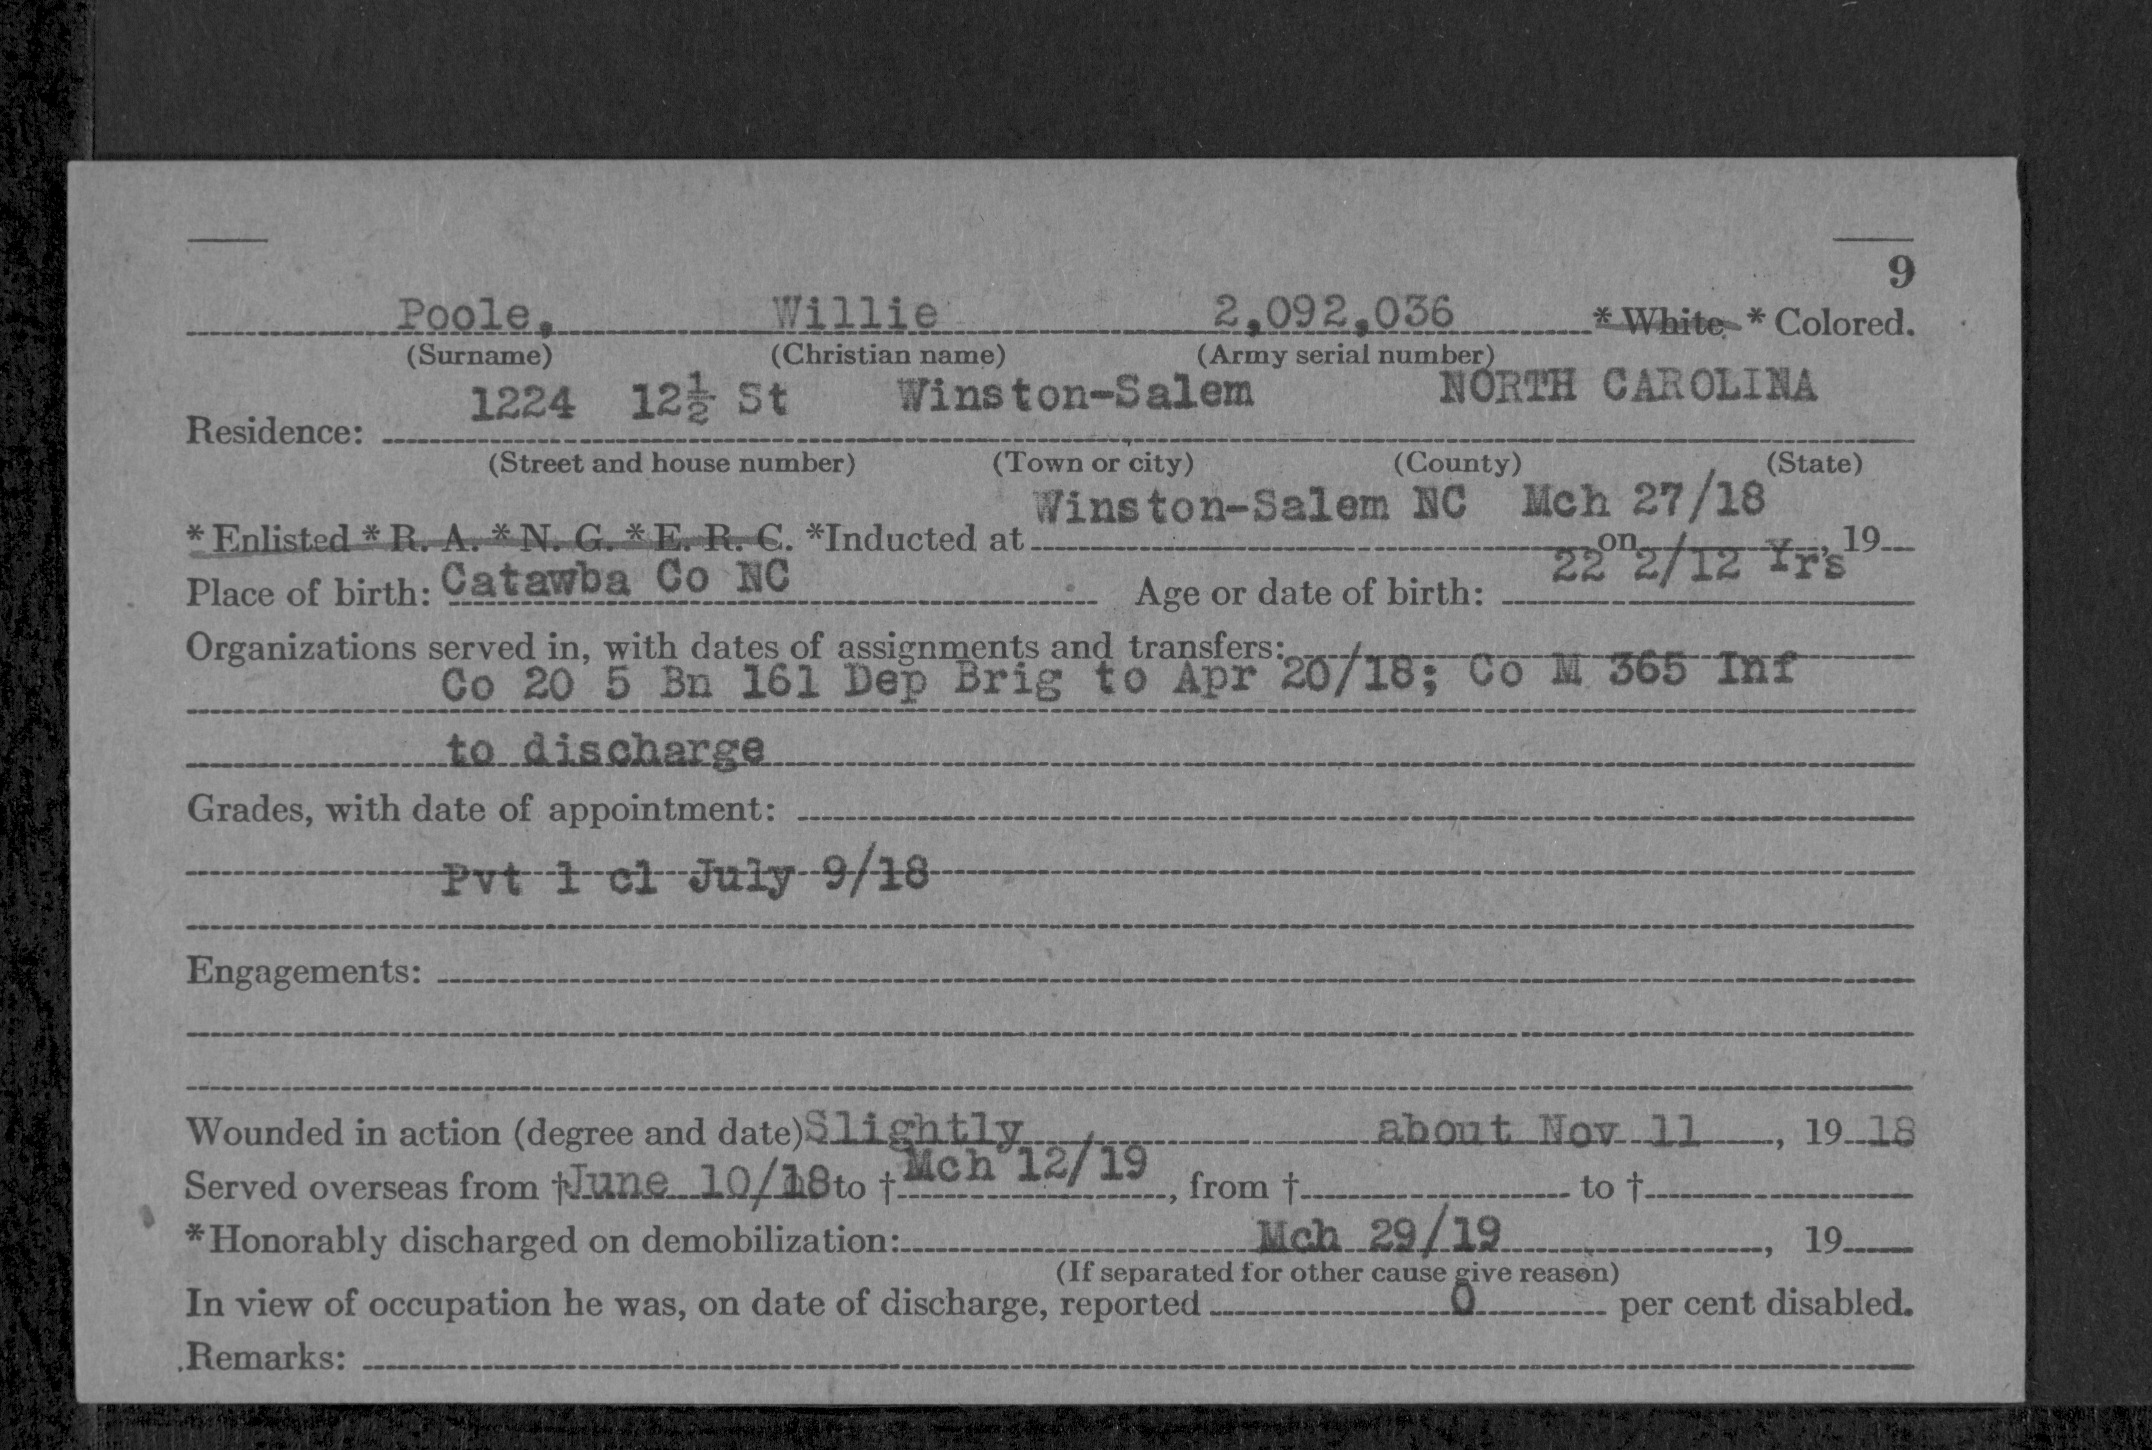 9
Poole, Willie 2,092,036 * White * Colored.
(Surname) (Christian name) (Army serial number)
1224 12½ St Winston-Salem NORTH CAROLINA
Residence:
(Street and house number) (Town or city) (County) (State)
Winston-Salem NC Mch 27/18
* Enlisted * R. A. * N. G. * E. R. C. *Inducted at on , 19
Place of birth: Catawba Co NC Age or date of birth: 22 2/12 Yrs
Organizations served in, with dates of assignments and transfers:
Co 20 5 Bn 161 Dep Brig to Apr 20/18; Co M 365 Inf
to discharge
Grades, with date of appointment:
Pvt 1 cl July 9/18
Engagements:
Wounded in action (degree and date) Slightly about Nov 11 , 19 18
Served overseas from † June 10/18 to † Mch 12/19 , from † to †
* Honorably discharged on demobilization: Mch 29/19 , 19
(If separated for other cause give reason)
In view of occupation he was, on date of discharge, reported 0 per cent disabled.
Remarks: